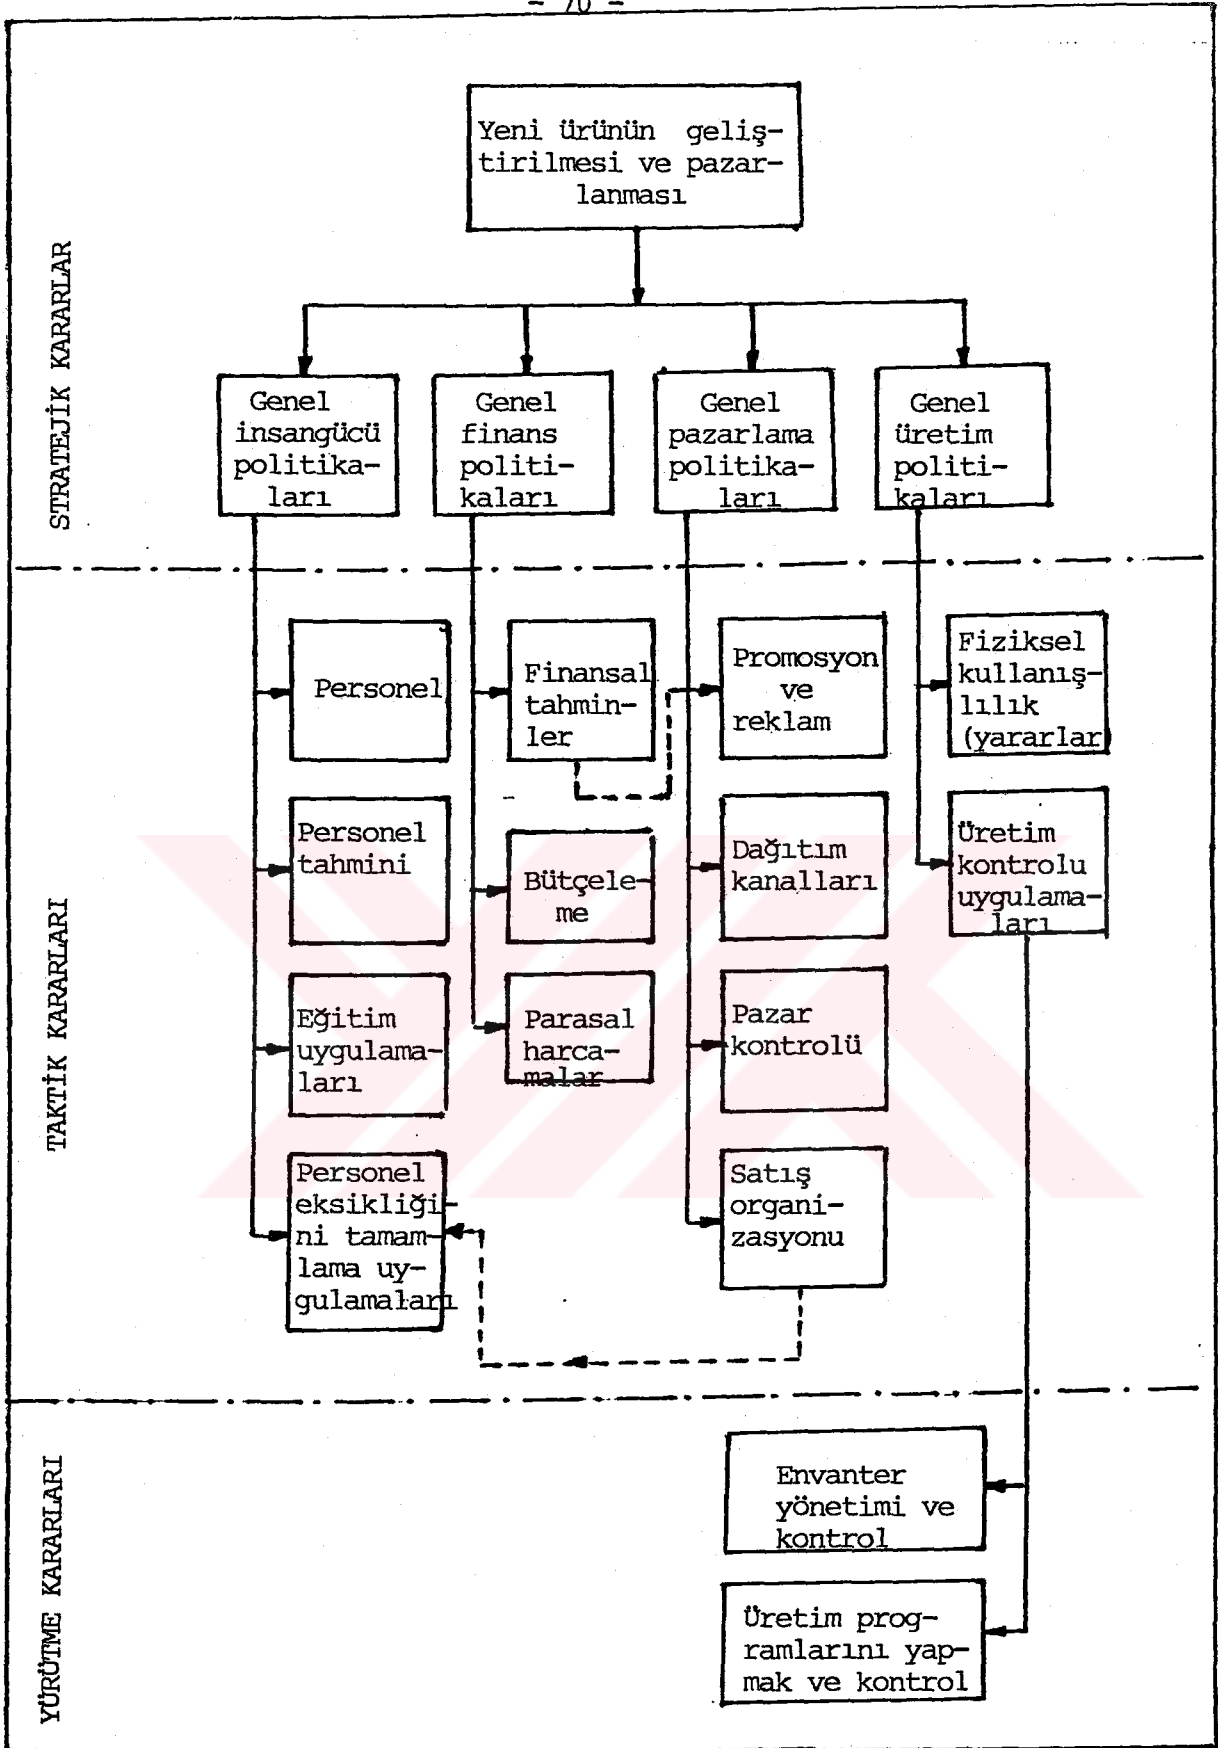 - 70 -
Yeni ürünün geliş-
tirilmesi ve pazar-
lanması
STRATEJİK KARARLAR
Genel
insangücü
politika-
ları
Genel
finans
politi-
kaları
Genel
pazarlama
politika-
ları
Genel
üretim
politi-
kaları
TAKTİK KARARLARI
Personel
Personel
tahmini
Eğitim
uygulama-
ları
Personel
eksikliği-
ni tamam-
lama uy-
gulamaları
Finansal
tahmin-
ler
Bütçele-
me
Parasal
harca-
malar
Promosyon
ve
reklam
Dağıtım
kanalları
Pazar
kontrolü
Satış
organi-
zasyonu
Fiziksel
kullanış-
lılık
(yararlar)
Üretim
kontrolu
uygulama-
ları
YÜRÜTME KARARLARI
Envanter
yönetimi ve
kontrol
Üretim prog-
ramlarını yap-
mak ve kontrol